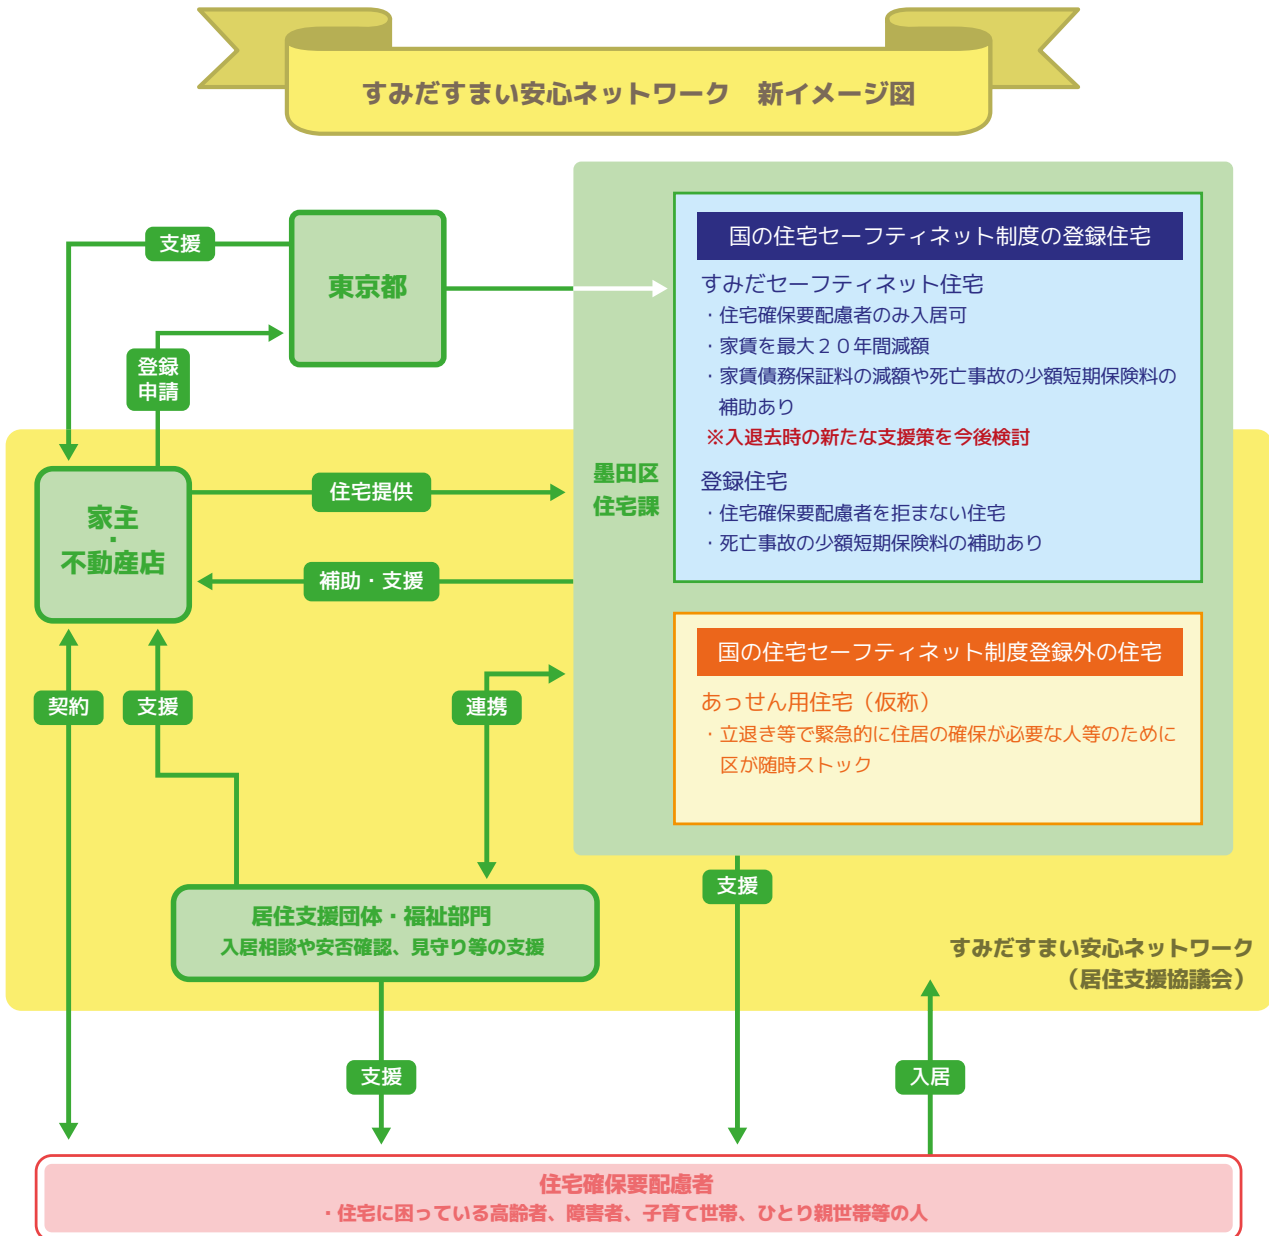 すみだすまい安心ネットワーク　新イメージ図
支援
東京都
登録
申請
国の住宅セーフティネット制度の登録住宅
すみだセーフティネット住宅
・住宅確保要配慮者のみ入居可
・家賃を最大２０年間減額
・家賃債務保証料の減額や死亡事故の少額短期保険料の
補助あり
※入退去時の新たな支援策を今後検討
登録住宅
・住宅確保要配慮者を拒まない住宅
・死亡事故の少額短期保険料の補助あり
墨田区
住宅課
家主
・
不動産店
住宅提供
補助・支援
国の住宅セーフティネット制度登録外の住宅
あっせん用住宅（仮称）
・立退き等で緊急的に住居の確保が必要な人等のために
区が随時ストック
契約
支援
連携
支援
居住支援団体・福祉部門
入居相談や安否確認、見守り等の支援
すみだすまい安心ネットワーク
（居住支援協議会）
支援
入居
住宅確保要配慮者
・住宅に困っている高齢者、障害者、子育て世帯、ひとり親世帯等の人